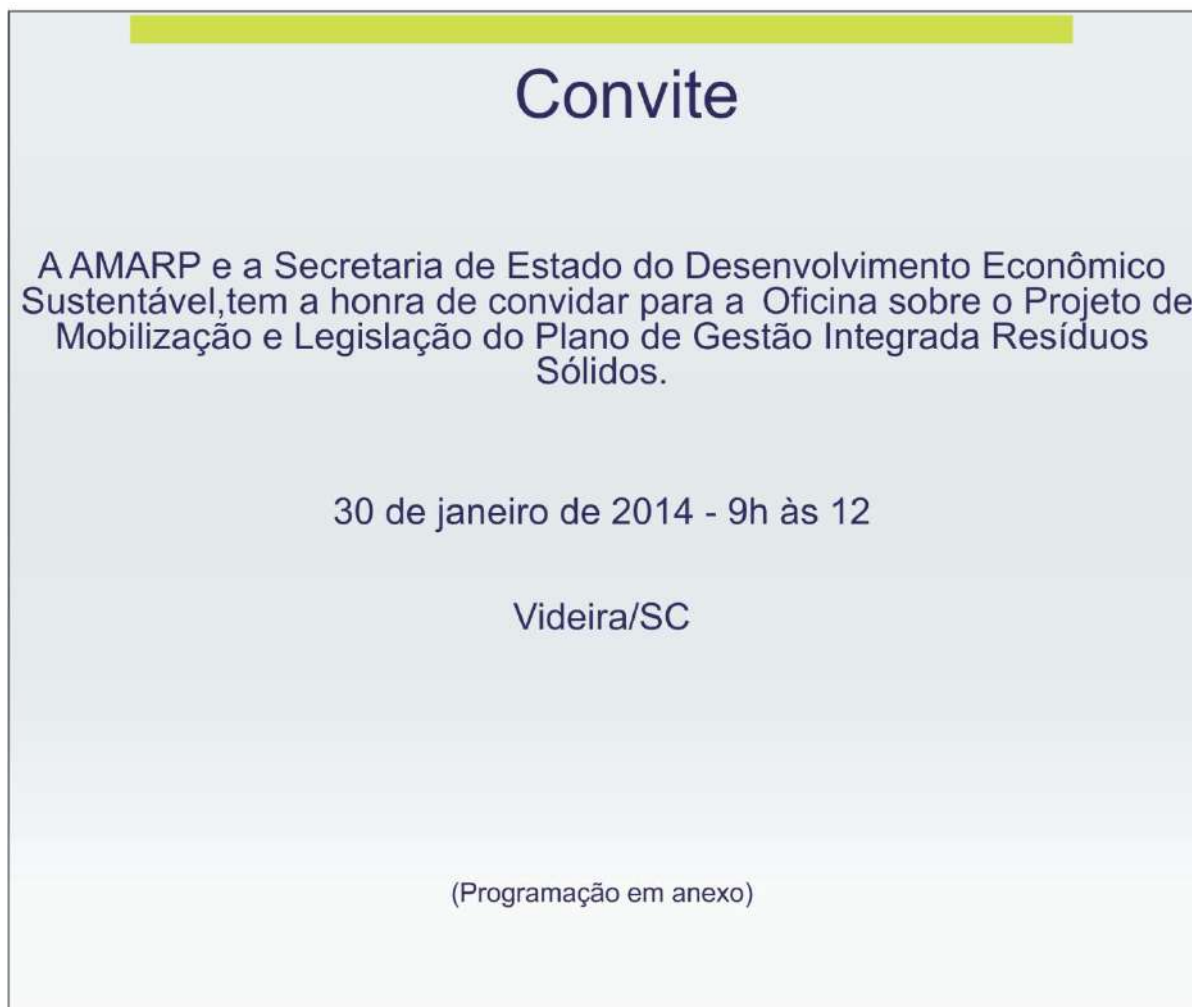 Convite
A AMARP e a Secretaria de Estado do Desenvolvimento Econômico
Sustentável,tem a honra de convidar para a Oficina sobre o Projeto de
Mobilização e Legislação do Plano de Gestão Integrada Resíduos
Sólidos.
30 de janeiro de 2014 - 9h às 12
Videira/SC
(Programação em anexo)